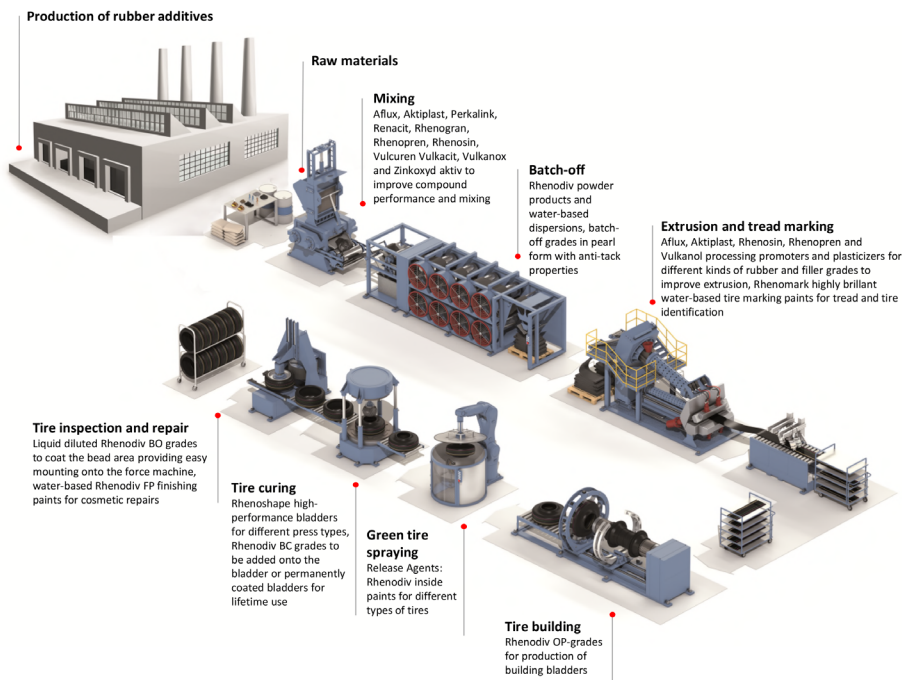 Production of rubber additives
Raw materials
Mixing
Aflux, Aktiplast, Perkalink,
Renacit, Rhenogran,
Rhenopren, Rhenosin,
Vulcuren Vulkacit, Vulkanox
and Zinkoxyd aktiv to
improve compound
performance and mixing
Batch-off
Rhenodiv powder
products and
water-based
dispersions, batch-
off grades in pearl
form with anti-tack
properties
Extrusion and tread marking
Aflux, Aktiplast, Rhenosin, Rhenopren and
Vulkanol processing promoters and plasticizers for
different kinds of rubber and filler grades to
improve extrusion, Rhenomark highly brillant
water-based tire marking paints for tread and tire
identification
Tire inspection and repair
Liquid diluted Rhenodiv BO grades
to coat the bead area providing easy
mounting onto the force machine,
water-based Rhenodiv FP finishing
paints for cosmetic repairs
Tire curing
Rhenoshape high-
performance bladders
for different press types,
Rhenodiv BC grades to
be added onto the
bladder or permanently
coated bladders for
lifetime use
Green tire
spraying
Release Agents:
Rhenodiv inside
paints for different
types of tires
Tire building
Rhenodiv OP-grades
for production of
building bladders